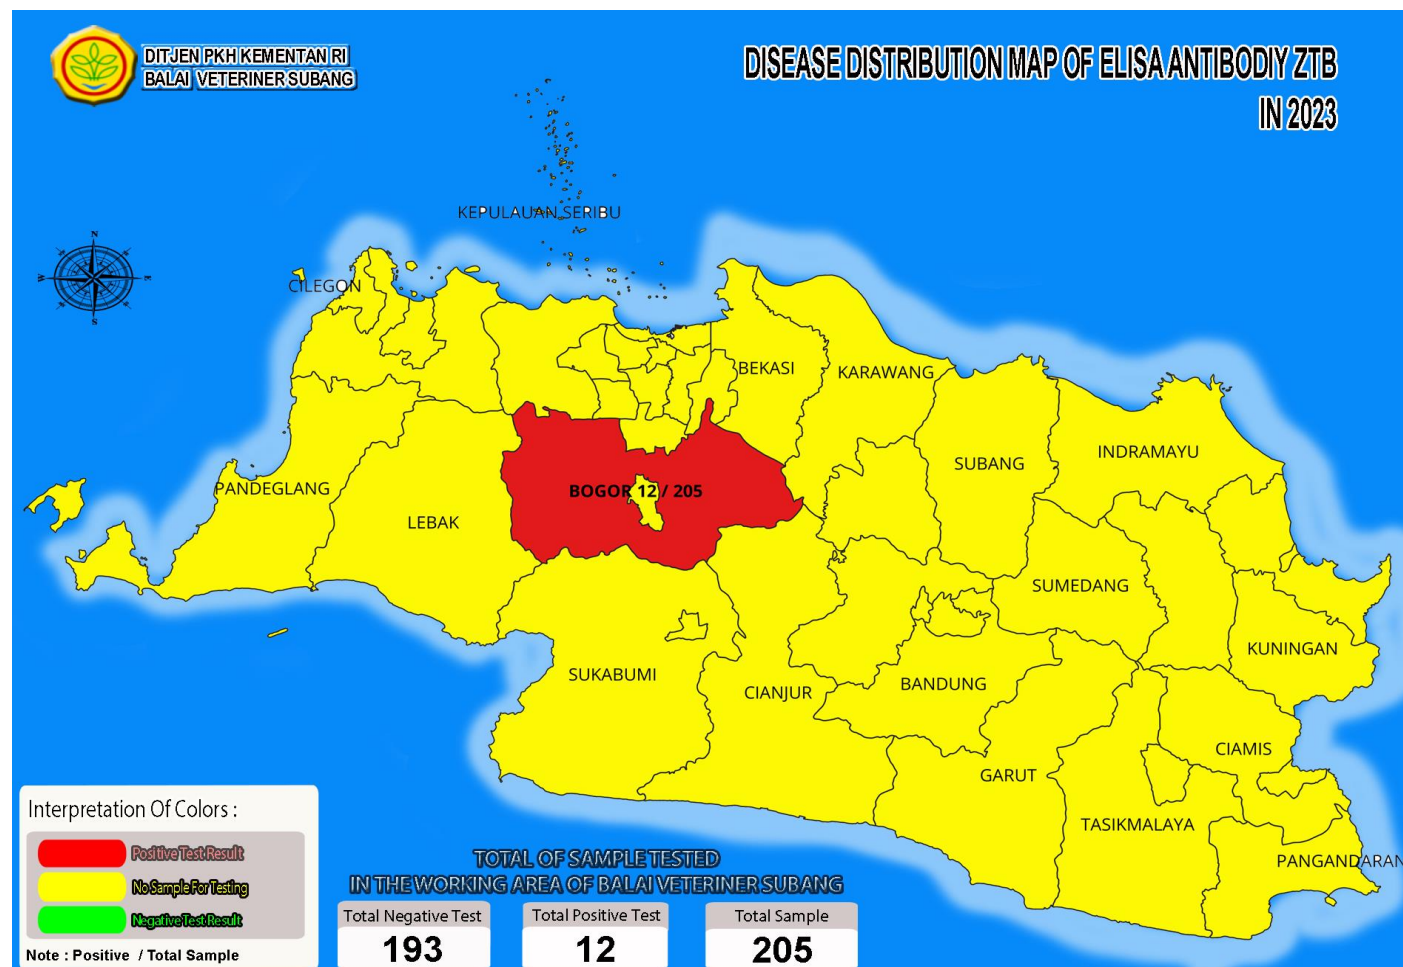 DITJEN PKH KEMENTAN RI
BALAI VETERINER SUBANG
DISEASE DISTRIBUTION MAP OF ELISA ANTIBODIY ZTB
IN 2023
KEPULAUAN SERIBU
N
W
E
S
CILEGON
BEKASI
KARAWANG
INDRAMAYU
SUBANG
PANDEGLANG
BOGOR 12 / 205
LEBAK
SUMEDANG
KUNINGAN
SUKABUMI
CIANJUR
BANDUNG
CIAMIS
GARUT
TASIKMALAYA
PANGANDARAN
Interpretation Of Colors :
Positive Test Result
No Sample For Testing
Negative Test Result
Note : Positive / Total Sample
TOTAL OF SAMPLE TESTED
IN THE WORKING AREA OF BALAI VETERINER SUBANG
Total Negative Test
193
Total Positive Test
12
Total Sample
205